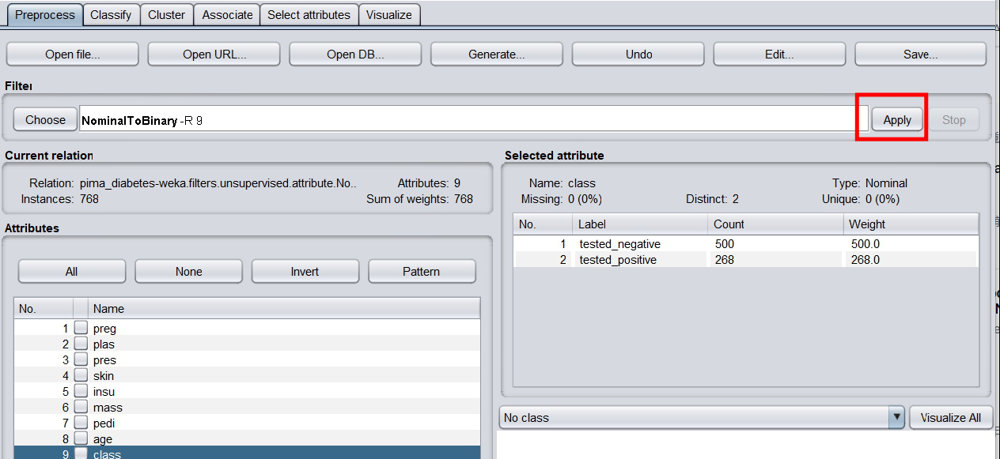 Preprocess Classify Cluster Associate Select attributes Visualize
Open file... Open URL... Open DB... Generate... Undo Edit... Save...
Filter
Choose NominalToBinary -R 9 Apply Stop
Current relation
Relation: pima_diabetes-weka.filters.unsupervised.attribute.No.. Attributes: 9
Instances: 768 Sum of weights: 768
Attributes
All None Invert Pattern
No. Name
1 preg
2 plas
3 pres
4 skin
5 insu
6 mass
7 pedi
8 age
9 class
Selected attribute
Name: class Type: Nominal
Missing: 0 (0%) Distinct: 2 Unique: 0 (0%)
No. Label Count Weight
1 tested_negative 500 500.0
2 tested_positive 268 268.0
No class Visualize All